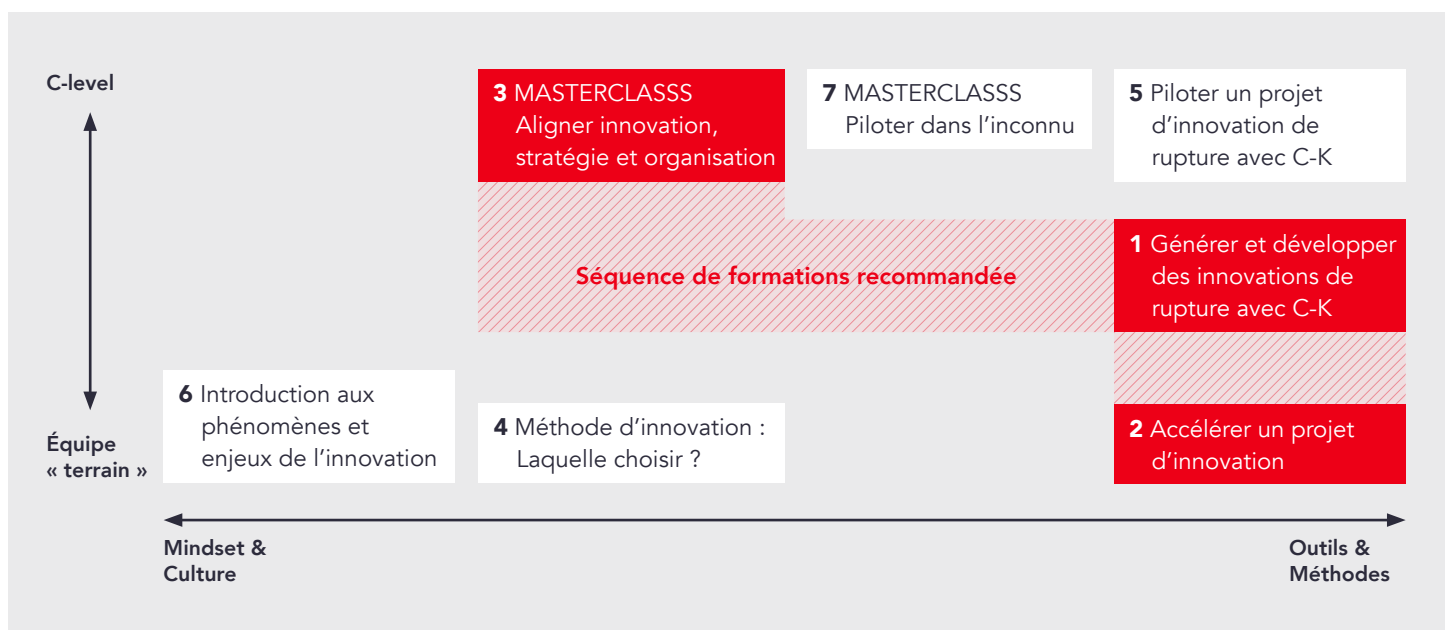 C-level
3 MASTERCLASSS
Aligner innovation,
stratégie et organisation
7 MASTERCLASSS
Piloter dans l’inconnu
5 Piloter un projet
d’innovation de
rupture avec C-K
Séquence de formations recommandée
1 Générer et développer
des innovations de
rupture avec C-K
6 Introduction aux
phénomènes et
enjeux de l’innovation
4 Méthode d’innovation :
Laquelle choisir ?
2 Accélérer un projet
d’innovation
Équipe
« terrain »
Mindset &
Culture
Outils &
Méthodes